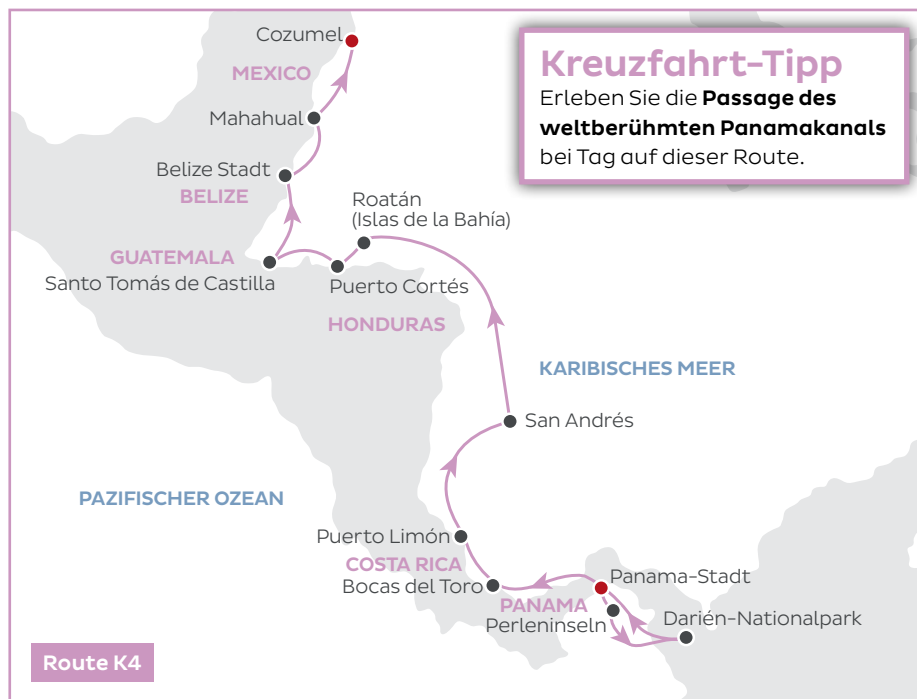 Cozumel
MEXICO
Mahahual
Belize Stadt
BELIZE
Roatán
(Islas de la Bahía)
GUATEMALA
Santo Tomás de Castilla
Puerto Cortés
HONDURAS
KARIBISCHES MEER
San Andrés
PAZIFISCHER OZEAN
Puerto Limón
COSTA RICA
Bocas del Toro
PANAMA
Panama-Stadt
Perleninseln
Darién-Nationalpark
Route K4
Kreuzfahrt-Tipp
Erleben Sie die Passage des
weltberühmten Panamakanals
bei Tag auf dieser Route.